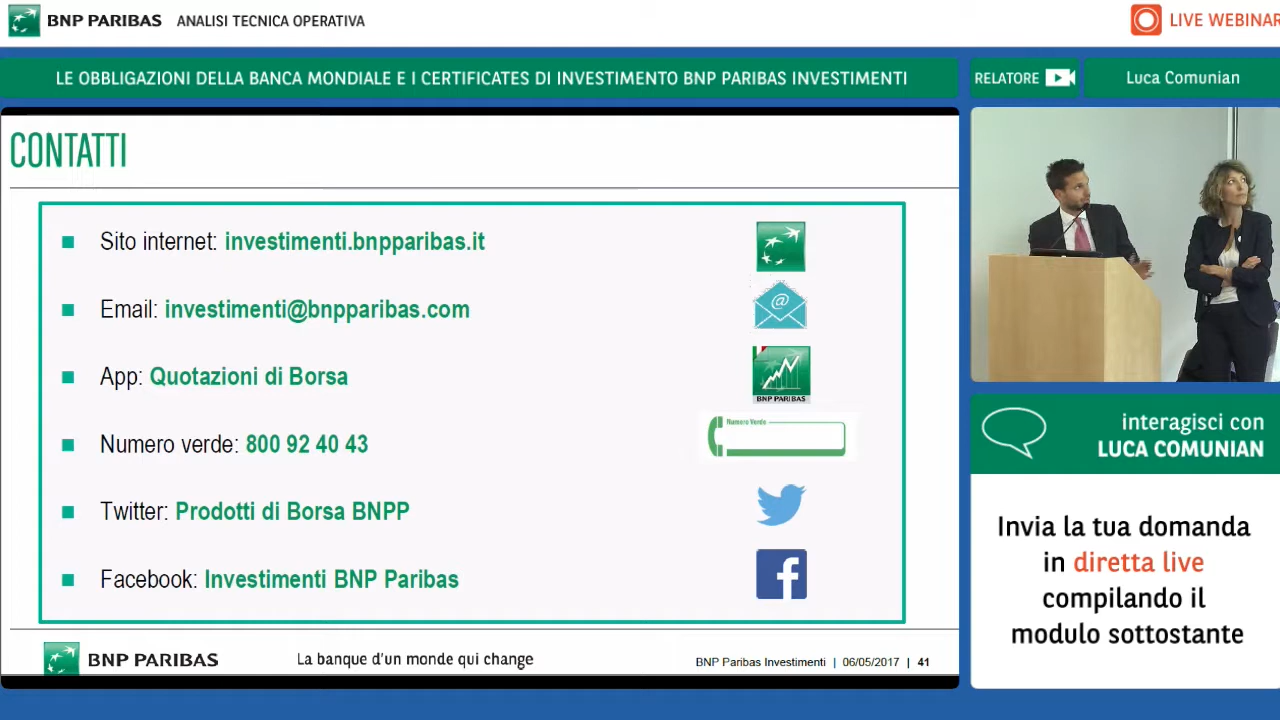 BNP PARIBAS ANALISI TECNICA OPERATIVA
LIVE WEBINAR
LE OBBLIGAZIONI DELLA BANCA MONDIALE E I CERTIFICATES DI INVESTIMENTO BNP PARIBAS INVESTIMENTI
RELATORE
Luca Comunian
CONTATTI
Sito internet: investimenti.bnpparibas.it
Email: investimenti@bnpparibas.com
@
App: Quotazioni di Borsa
BNP PARIBAS
Numero verde: 800 92 40 43
Numero Verde
Twitter: Prodotti di Borsa BNPP
Facebook: Investimenti BNP Paribas
f
BNP PARIBAS
La banque d'un monde qui change
BNP Paribas Investimenti | 06/05/2017 | 41
interagisci con
LUCA COMUNIAN
Invia la tua domanda
in diretta live
compilando il
modulo sottostante